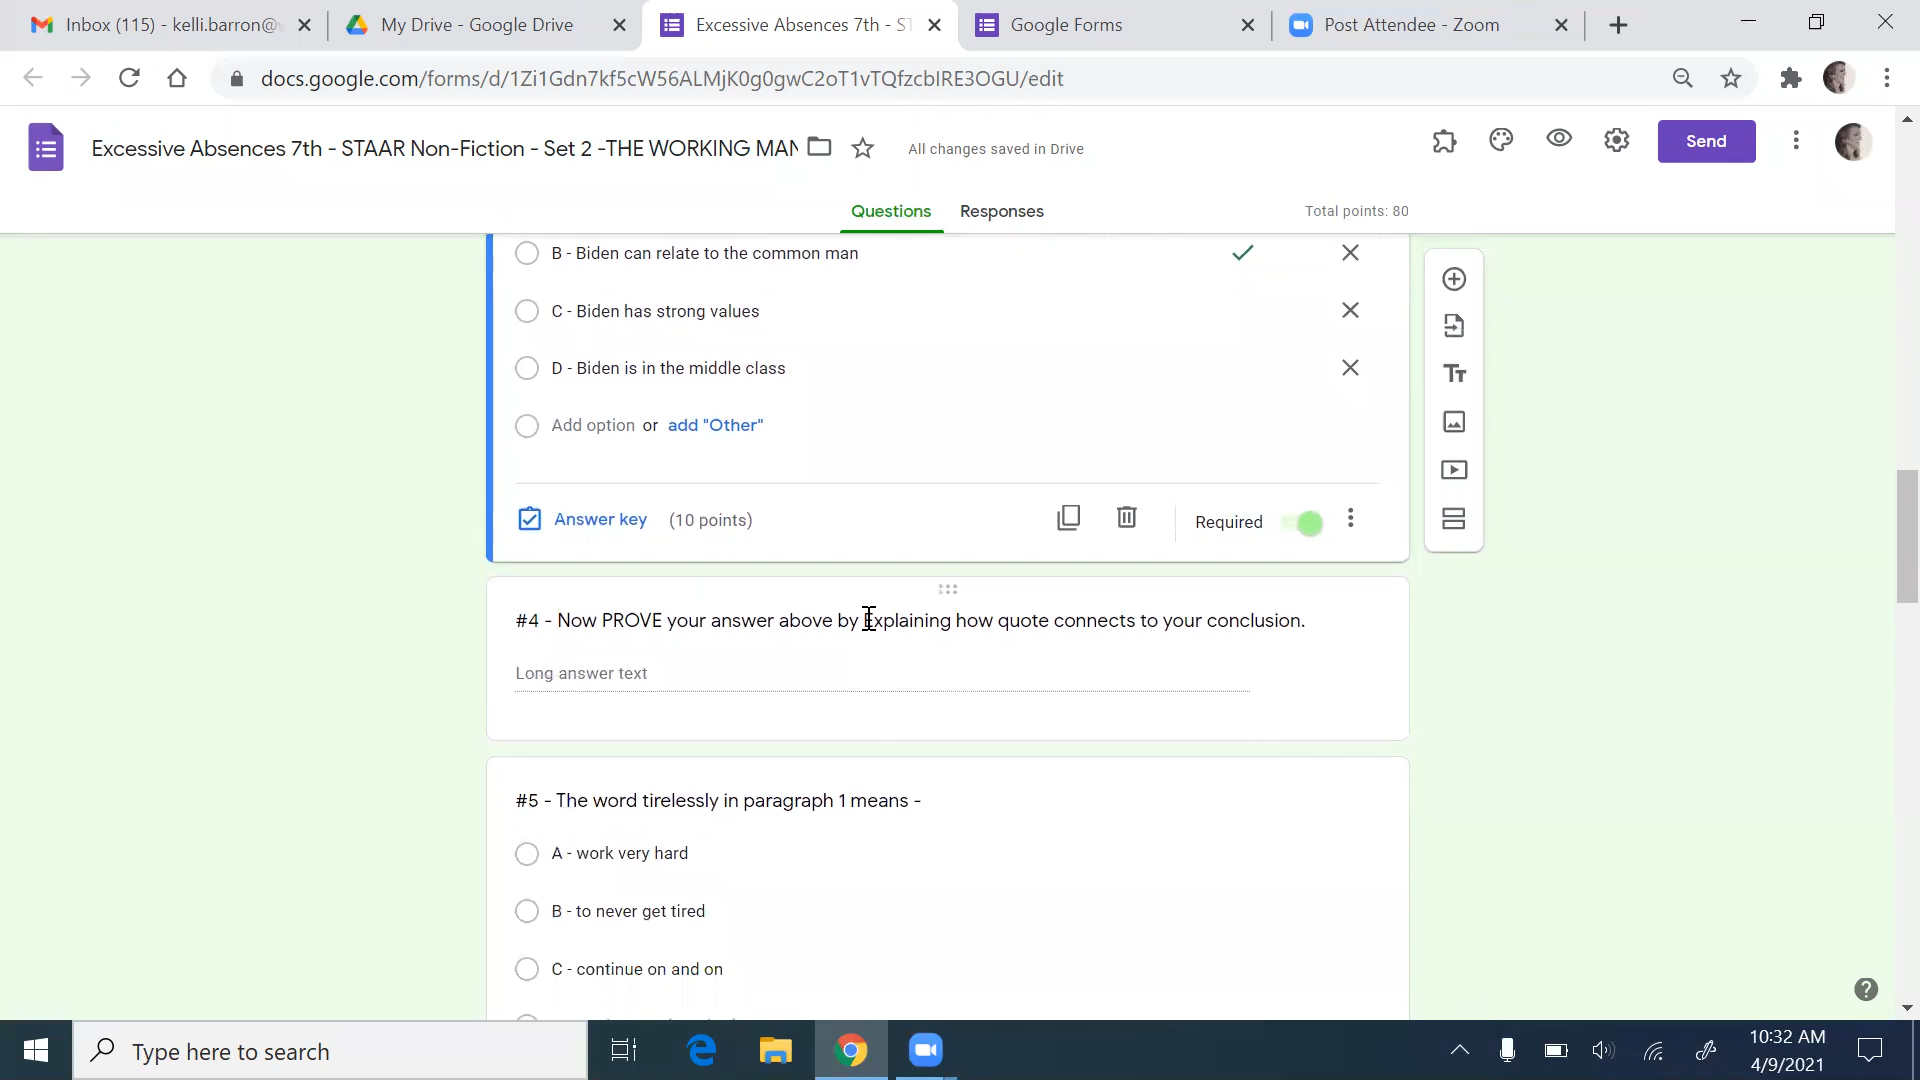 Inbox (115) - kelli.barron@
My Drive - Google Drive
Excessive Absences 7th - ST
Google Forms
Post Attendee - Zoom
docs.google.com/forms/d/1Zi1Gdn7kf5cW56ALMjK0g0gwC2oT1vTQfzcbIRE3OGU/edit
Excessive Absences 7th - STAAR Non-Fiction - Set 2 -THE WORKING MAN
All changes saved in Drive
Send
Questions
Responses
Total points: 80
B - Biden can relate to the common man
C - Biden has strong values
D - Biden is in the middle class
Add option or add "Other"
Answer key (10 points)
Required
#4 - Now PROVE your answer above by Explaining how quote connects to your conclusion.
Long answer text
#5 - The word tirelessly in paragraph 1 means -
A - work very hard
B - to never get tired
C - continue on and on
Type here to search
10:32 AM
4/9/2021